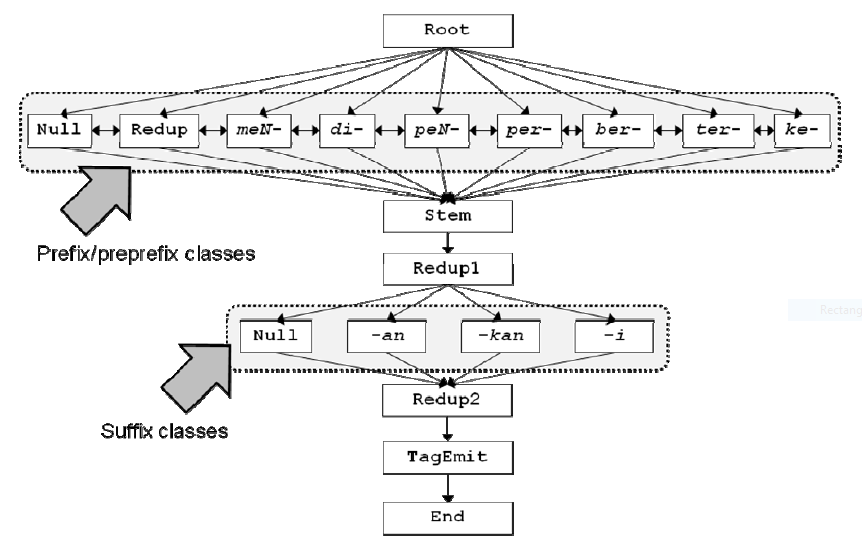 Root
Null Redup meN- di- peN- per- ber- ter- ke-
Stem
Prefix/preprefix classes
Redup1
Null -an -kan -i
Redup2
Suffix classes
TagEmit
End
Rectang